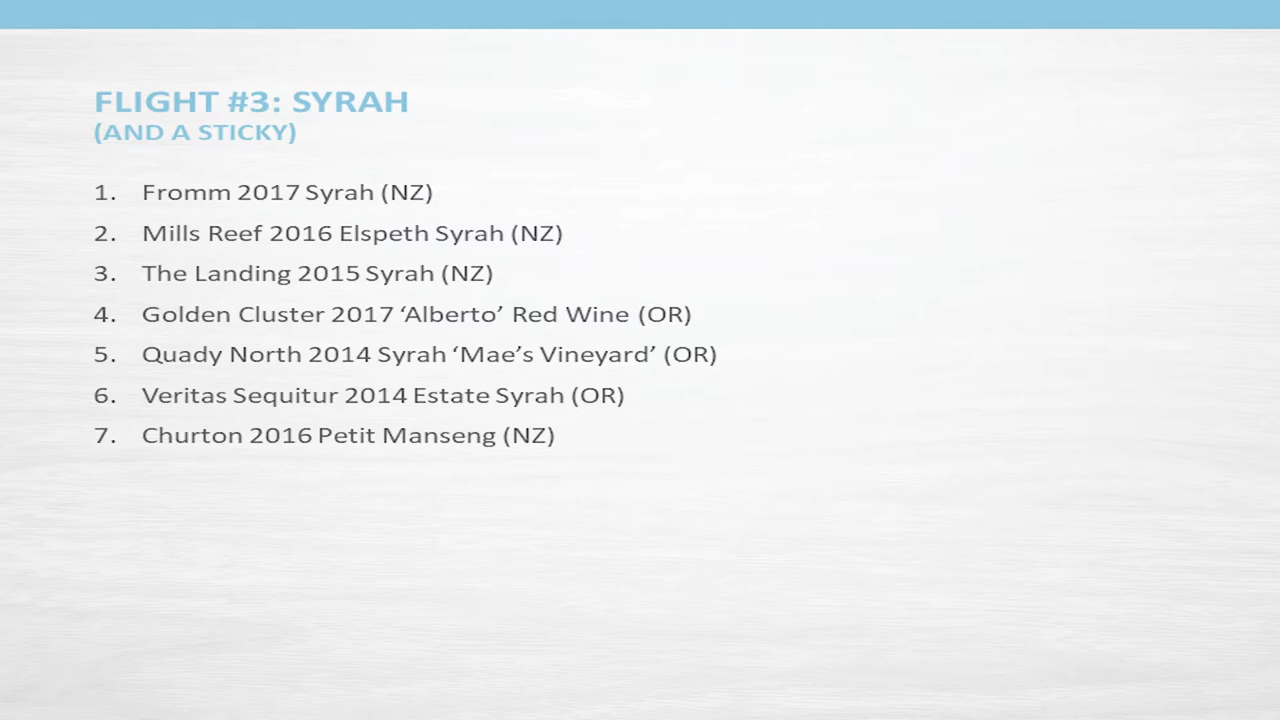 FLIGHT #3: SYRAH
(AND A STICKY)
1. Fromm 2017 Syrah (NZ)
2. Mills Reef 2016 Elspeth Syrah (NZ)
3. The Landing 2015 Syrah (NZ)
4. Golden Cluster 2017 ‘Alberto’ Red Wine (OR)
5. Quady North 2014 Syrah ‘Mae’s Vineyard’ (OR)
6. Veritas Sequitur 2014 Estate Syrah (OR)
7. Churton 2016 Petit Manseng (NZ)